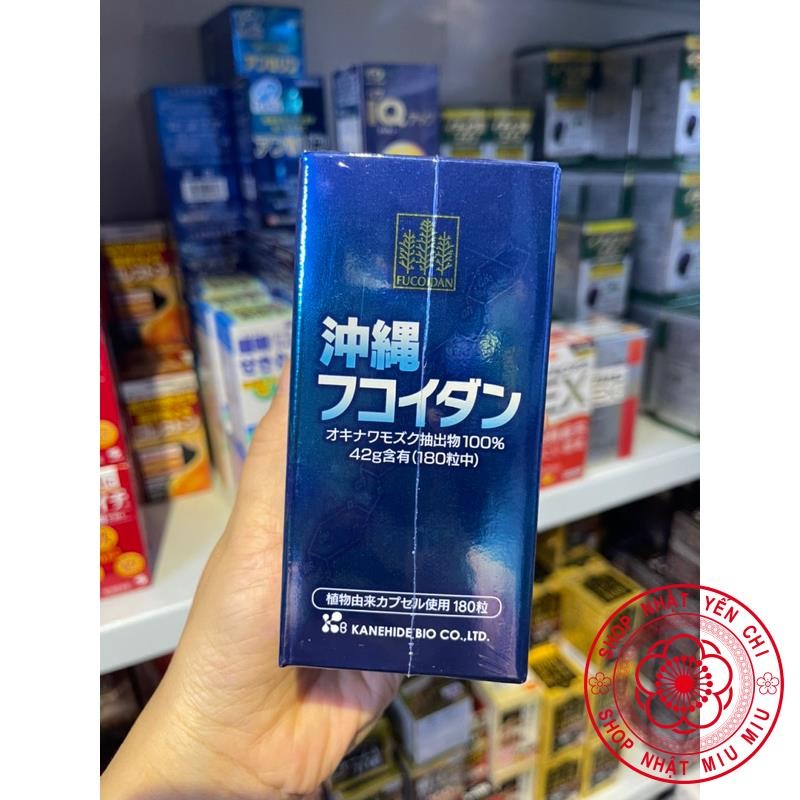 iQ
FUCOIDAN
沖縄
フコイダン
オキナワモズク抽出物100%
42g含有(180粒中)
植物由来カプセル使用 180粒
KANEHIDE BIO CO.,LTD.
EX
SHOP NHẬT YẾN CHI
SHOP NHẬT MIU MIU